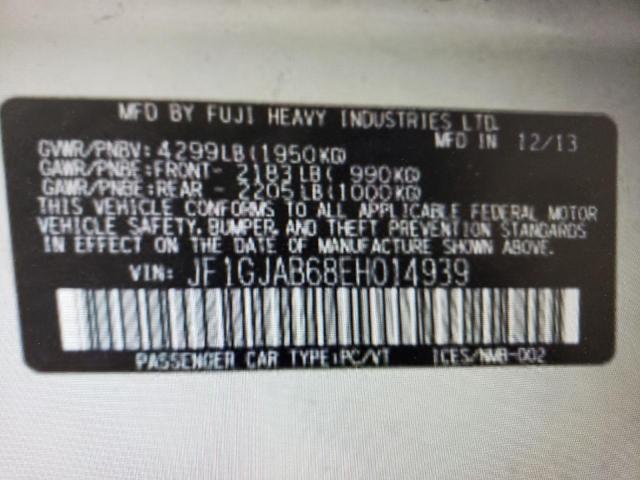 MFD BY FUJI HEAVY INDUSTRIES LTD.
MFD IN 12/13
GVWR/PNBV: 4299LB(1950KG)
GAWR/PNBE:FRONT- 2183LB( 990KG)
GAWR/PNBE:REAR - 2205LB(1000KG)
THIS VEHICLE CONFORMS TO ALL APPLICABLE FEDERAL MOTOR
VEHICLE SAFETY, BUMPER, AND THEFT PREVENTION STANDARDS
IN EFFECT ON THE DATE OF MANUFACTURE SHOWN ABOVE.
VIN: JF1GJAB68EH014939
PASSENGER CAR TYPE:PC/VT ICES/NMB-002